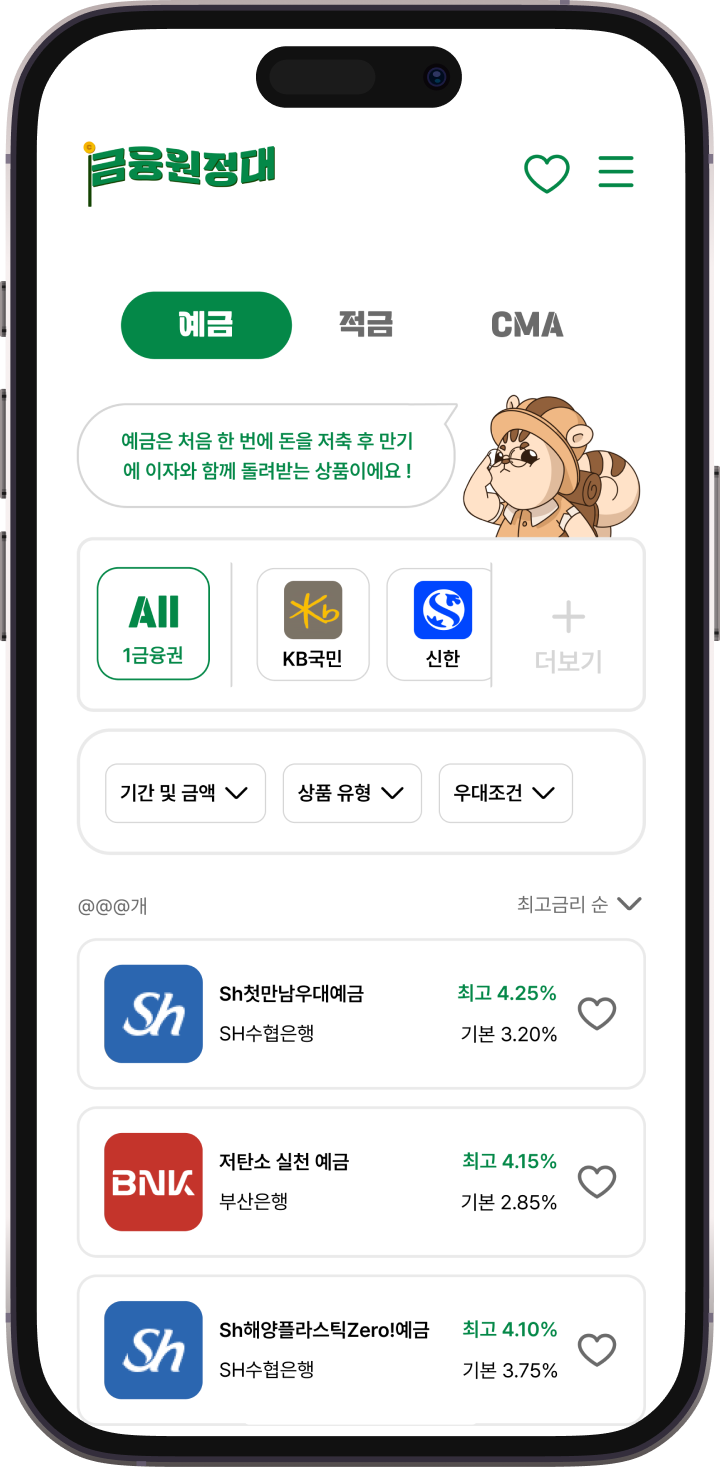 금융원정대
예금
적금
CMA
예금은 처음 한 번에 돈을 저축 후 만기
에 이자와 함께 돌려받는 상품이에요 !
All
1금융권
Kb
KB국민
신한
더보기
기간 및 금액
상품 유형
우대조건
@@@개
최고금리 순
Sh
Sh첫만남우대예금
최고 4.25%
SH수협은행
기본 3.20%
BNK
저탄소 실천 예금
최고 4.15%
부산은행
기본 2.85%
Sh
Sh해양플라스틱Zero!예금
최고 4.10%
SH수협은행
기본 3.75%